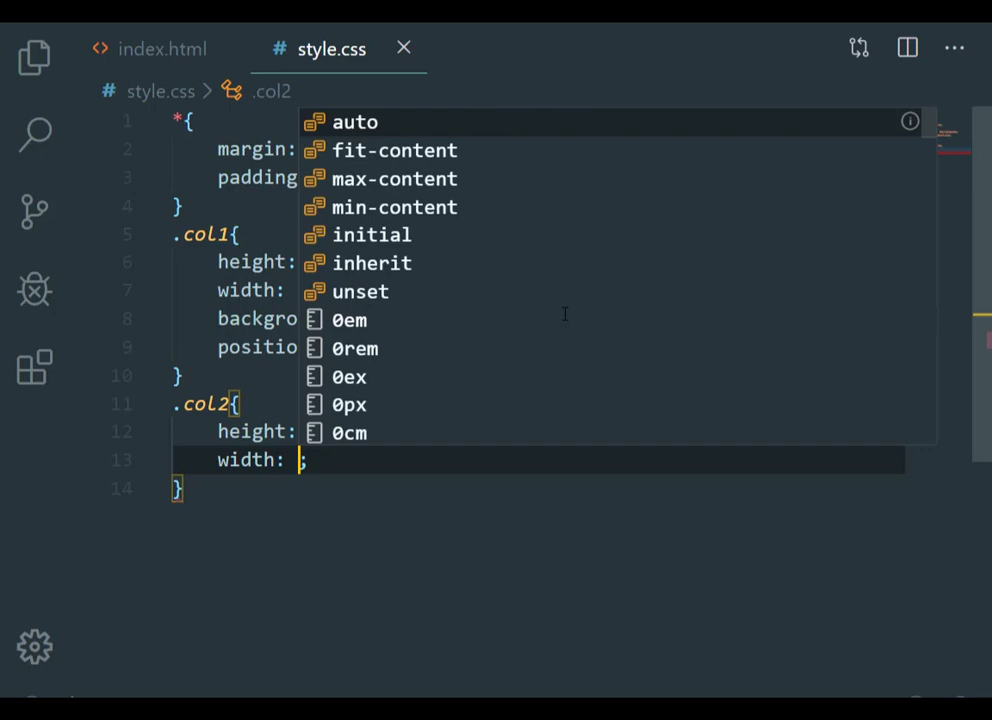 index.html
# style.css
# style.css > .col2
1 *{
2 margin:
3 padding
4 }
5 .col1{
6 height:
7 width:
8 backgro
9 positio
10 }
11 .col2{
12 height:
13 width: ;
14 }
auto
fit-content
max-content
min-content
initial
inherit
unset
0em
0rem
0ex
0px
0cm